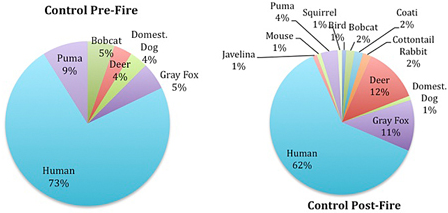 Control Pre-Fire
Bobcat
5%
Deer
4%
Domest.
Dog
4%
Gray Fox
5%
Human
73%
Puma
9%
Squirrel
1%
Bird
1%
Bobcat
2%
Coati
2%
Cottontail
Rabbit
2%
Deer
12%
Domest.
Dog
1%
Gray Fox
11%
Human
62%
Javelina
1%
Mouse
1%
Puma
4%
Control Post-Fire